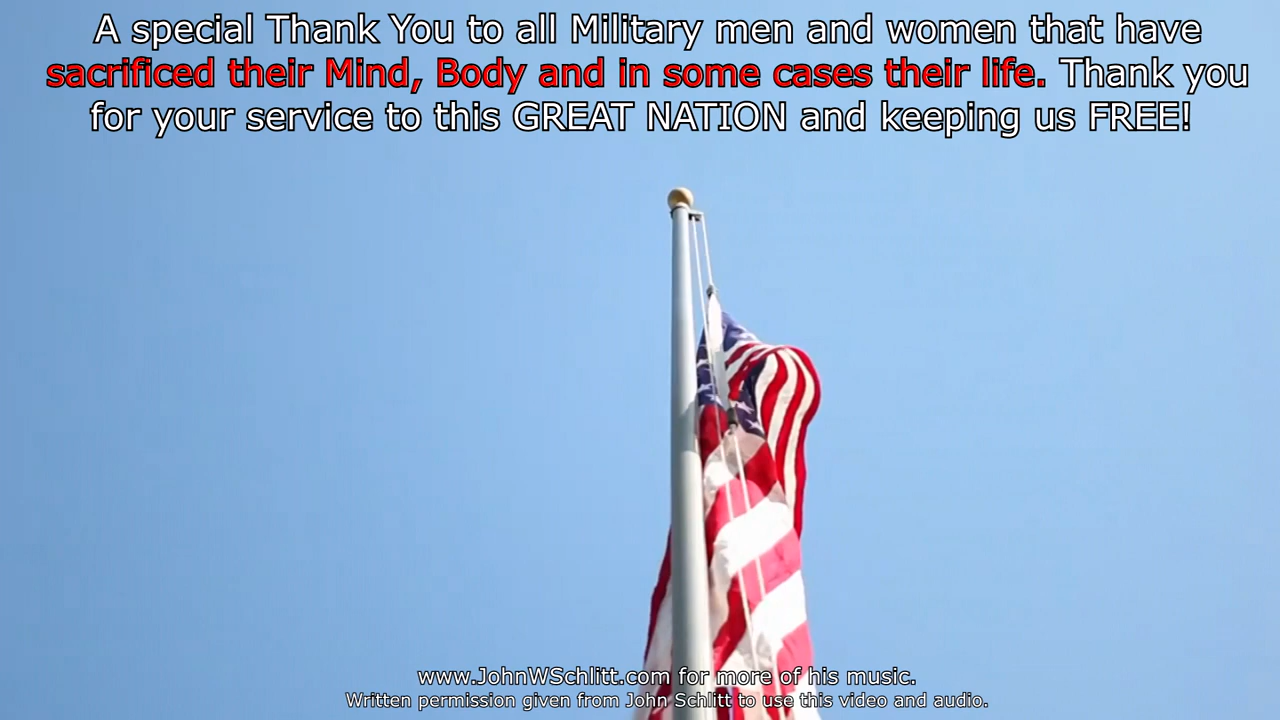 A special Thank You to all Military men and women that have
sacrificed their Mind, Body and in some cases their life. Thank you
for your service to this GREAT NATION and keeping us FREE!
www.JohnWSchlitt.com for more of his music.
Written permission given from John Schlitt to use this video and audio.